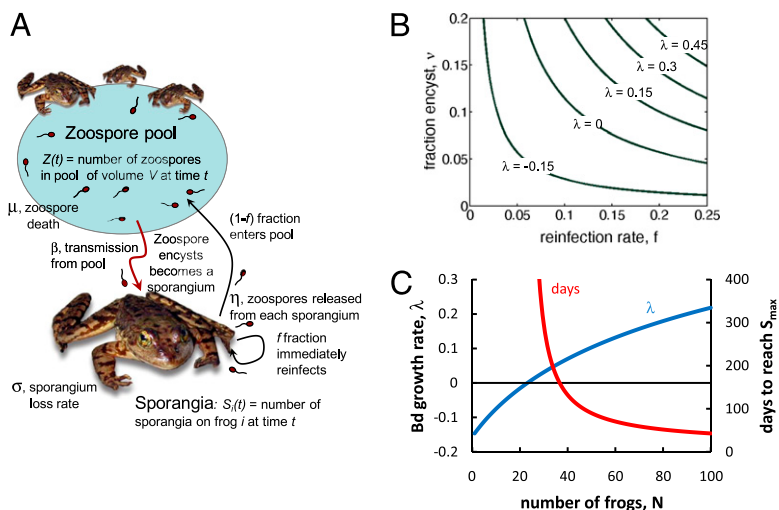 A
Zoospore pool
Z(t) = number of zoospores
in pool of volume V at time t
μ, zoospore
death
β, transmission
from pool
Zoospore
encysts
becomes a
sporangium
(1-f) fraction
enters pool
η, zoospores released
from each sporangium
f fraction
immediately
reinfects
σ, sporangium
loss rate
Sporangia: Sᵢ(t) = number of
sporangia on frog i at time t
B
fraction encyst, ν
0.2
0.15
0.1
0.05
0
λ = 0.45
λ = 0.3
λ = 0.15
λ = 0
λ = -0.15
0.05 0.1 0.15 0.2 0.25
reinfection rate, f
C
Bd growth rate, λ
0.3
0.2
0.1
0
-0.1
-0.2
days
λ
400
300
200
100
0
days to reach Sₘₐₓ
0 20 40 60 80 100
number of frogs, N